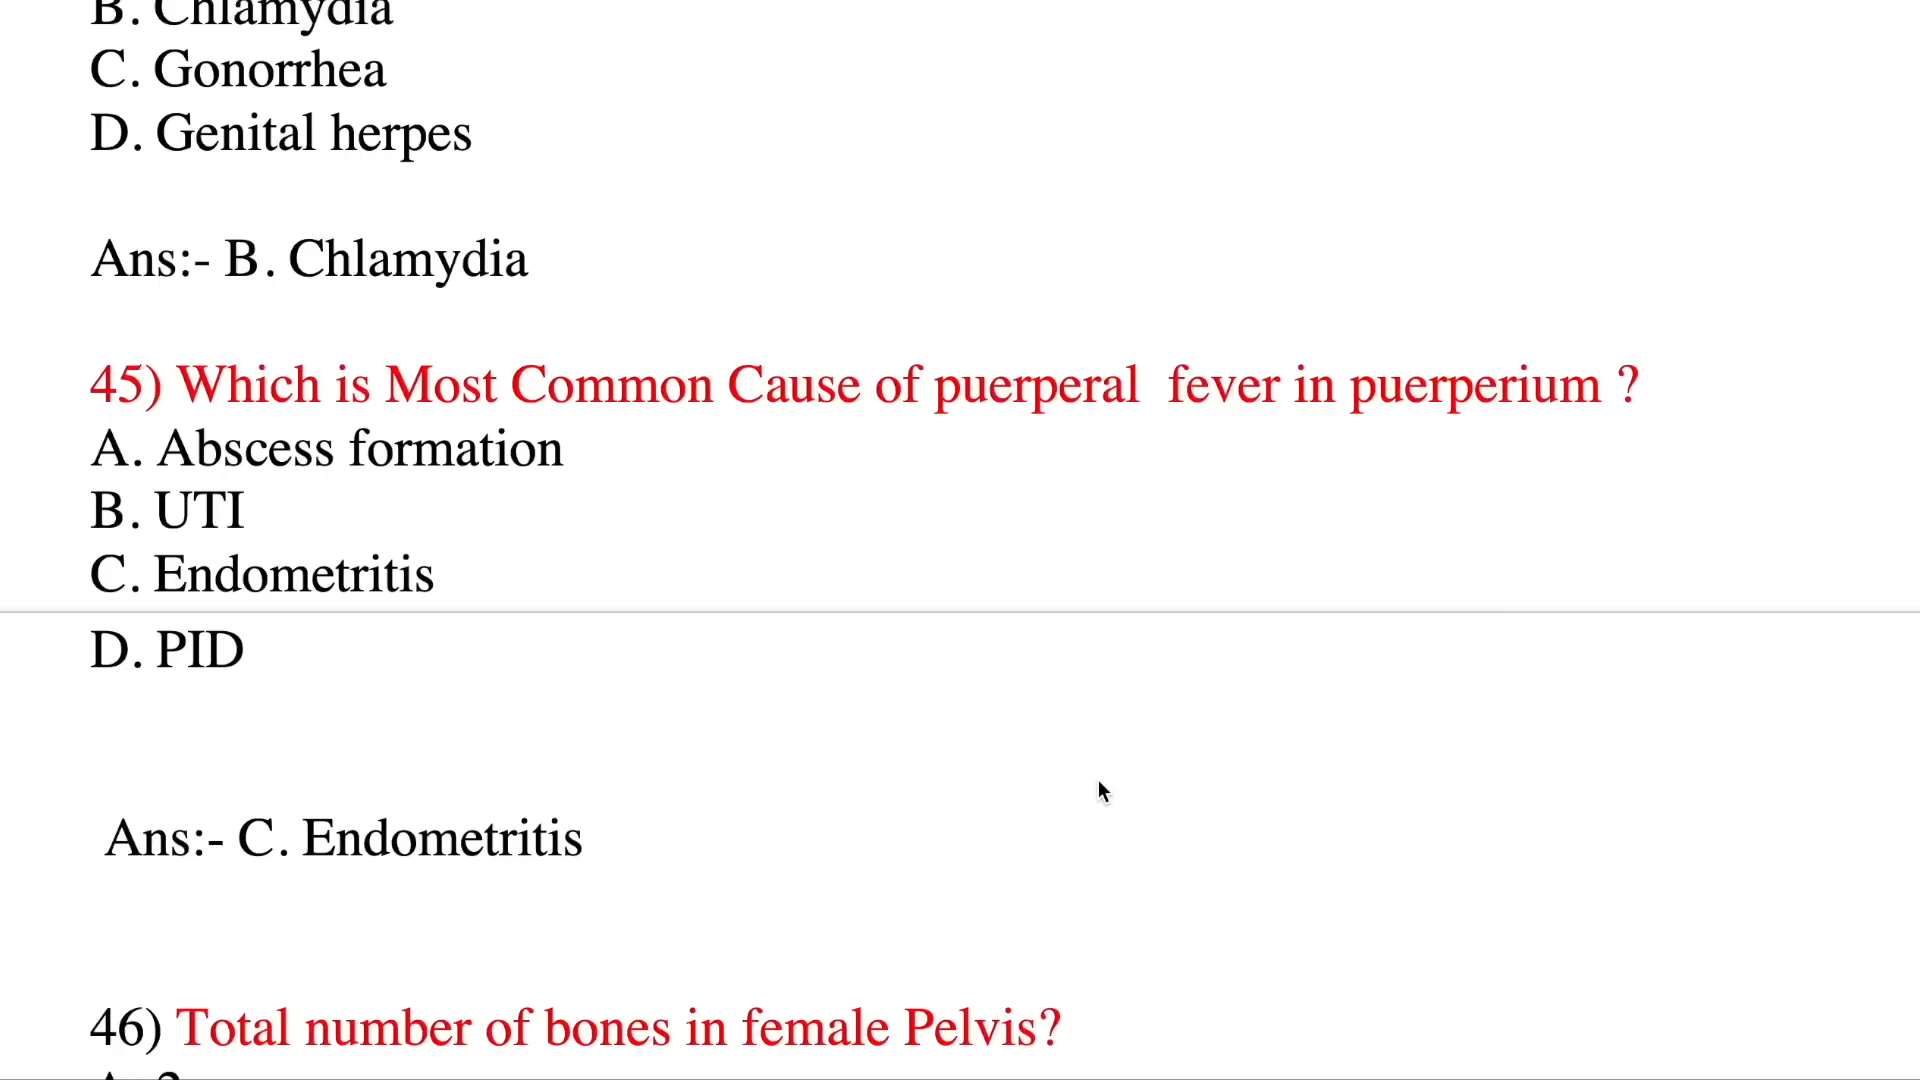 B. Chlamydia
C. Gonorrhea
D. Genital herpes
Ans:- B. Chlamydia
45) Which is Most Common Cause of puerperal  fever in puerperium ?
A. Abscess formation
B. UTI
C. Endometritis
D. PID
Ans:- C. Endometritis
46) Total number of bones in female Pelvis?